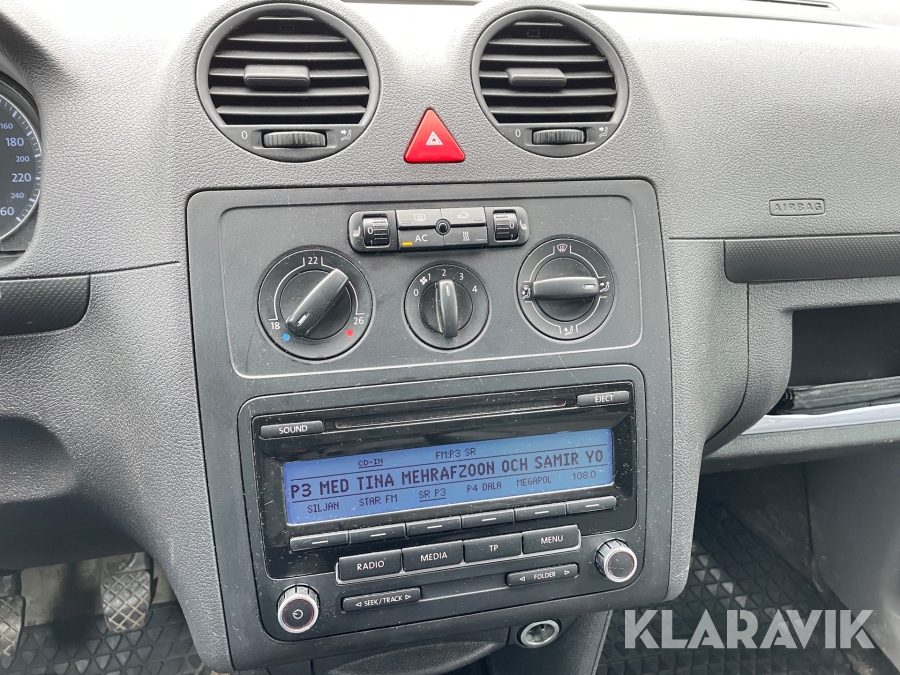 160
180
200
220
240
60
0
0
AIRBAG
0
AC
0
22
18
26
0
1
2
3
4
SOUND
EJECT
CD-IN
FM:P3 SR
P3 MED TINA MEHRAFZOON OCH SAMIR YO
SILJAN STAR FM SR P3 P4 DALA MEGAPOL 108.0
RADIO
MEDIA
TP
MENU
SEEK/TRACK
FOLDER
KLARAVIK